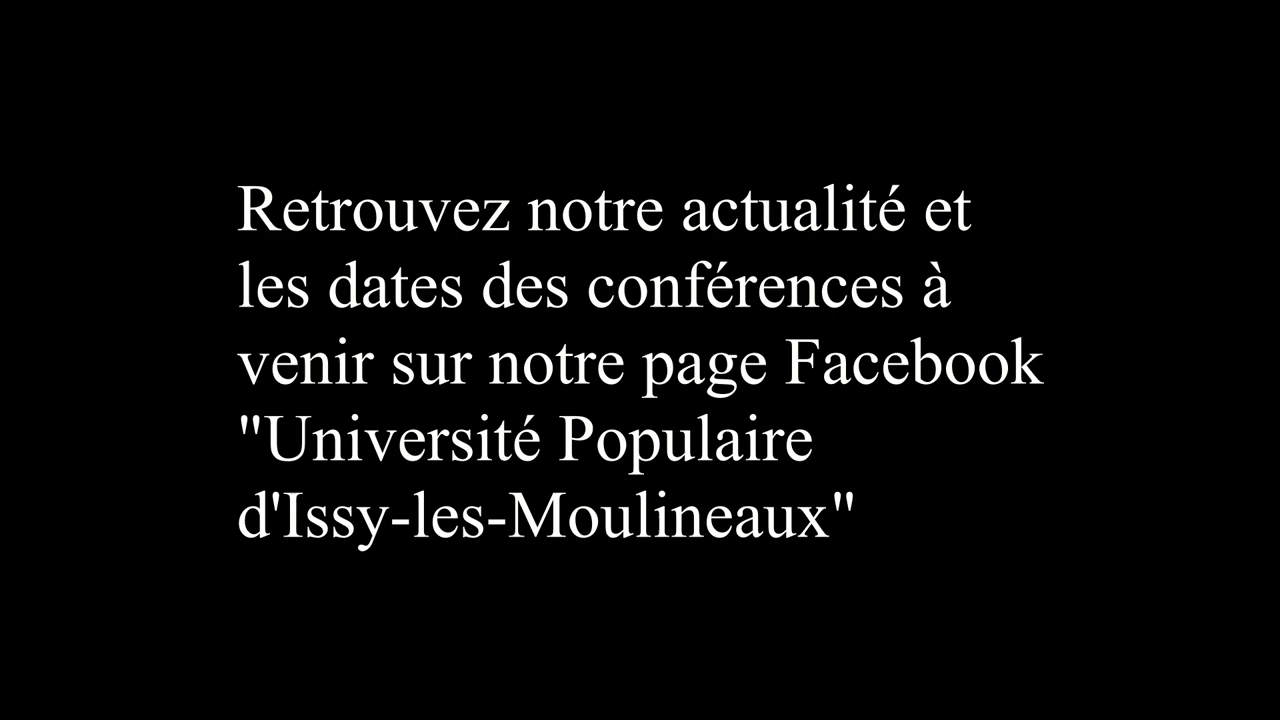 Retrouvez notre actualité et
les dates des conférences à
venir sur notre page Facebook
"Université Populaire
d'Issy-les-Moulineaux"